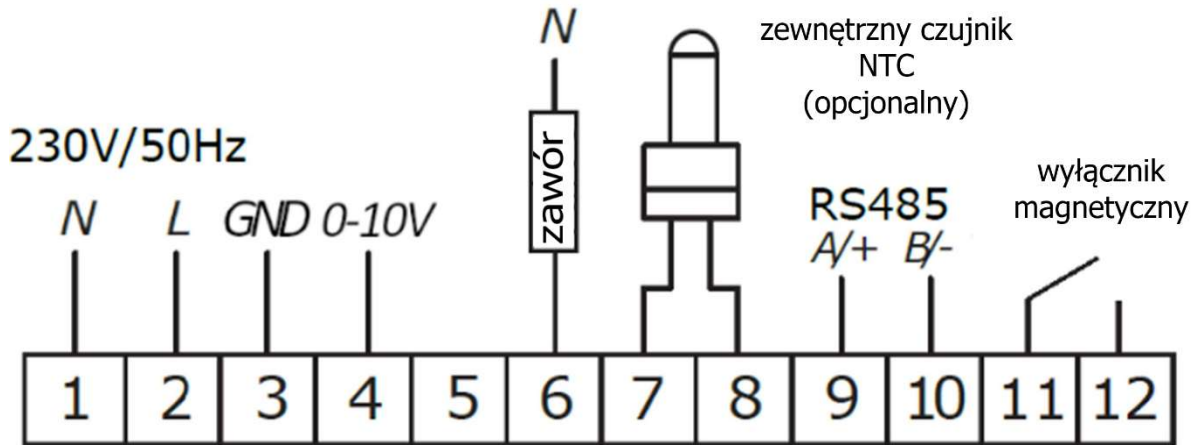 N
zewnętrzny czujnik
NTC
(opcjonalny)
230V/50Hz
zawór
wyłącznik
magnetyczny
RS485
N L GND 0-10V
A/+ B/-
1 2 3 4 5 6 7 8 9 10 11 12